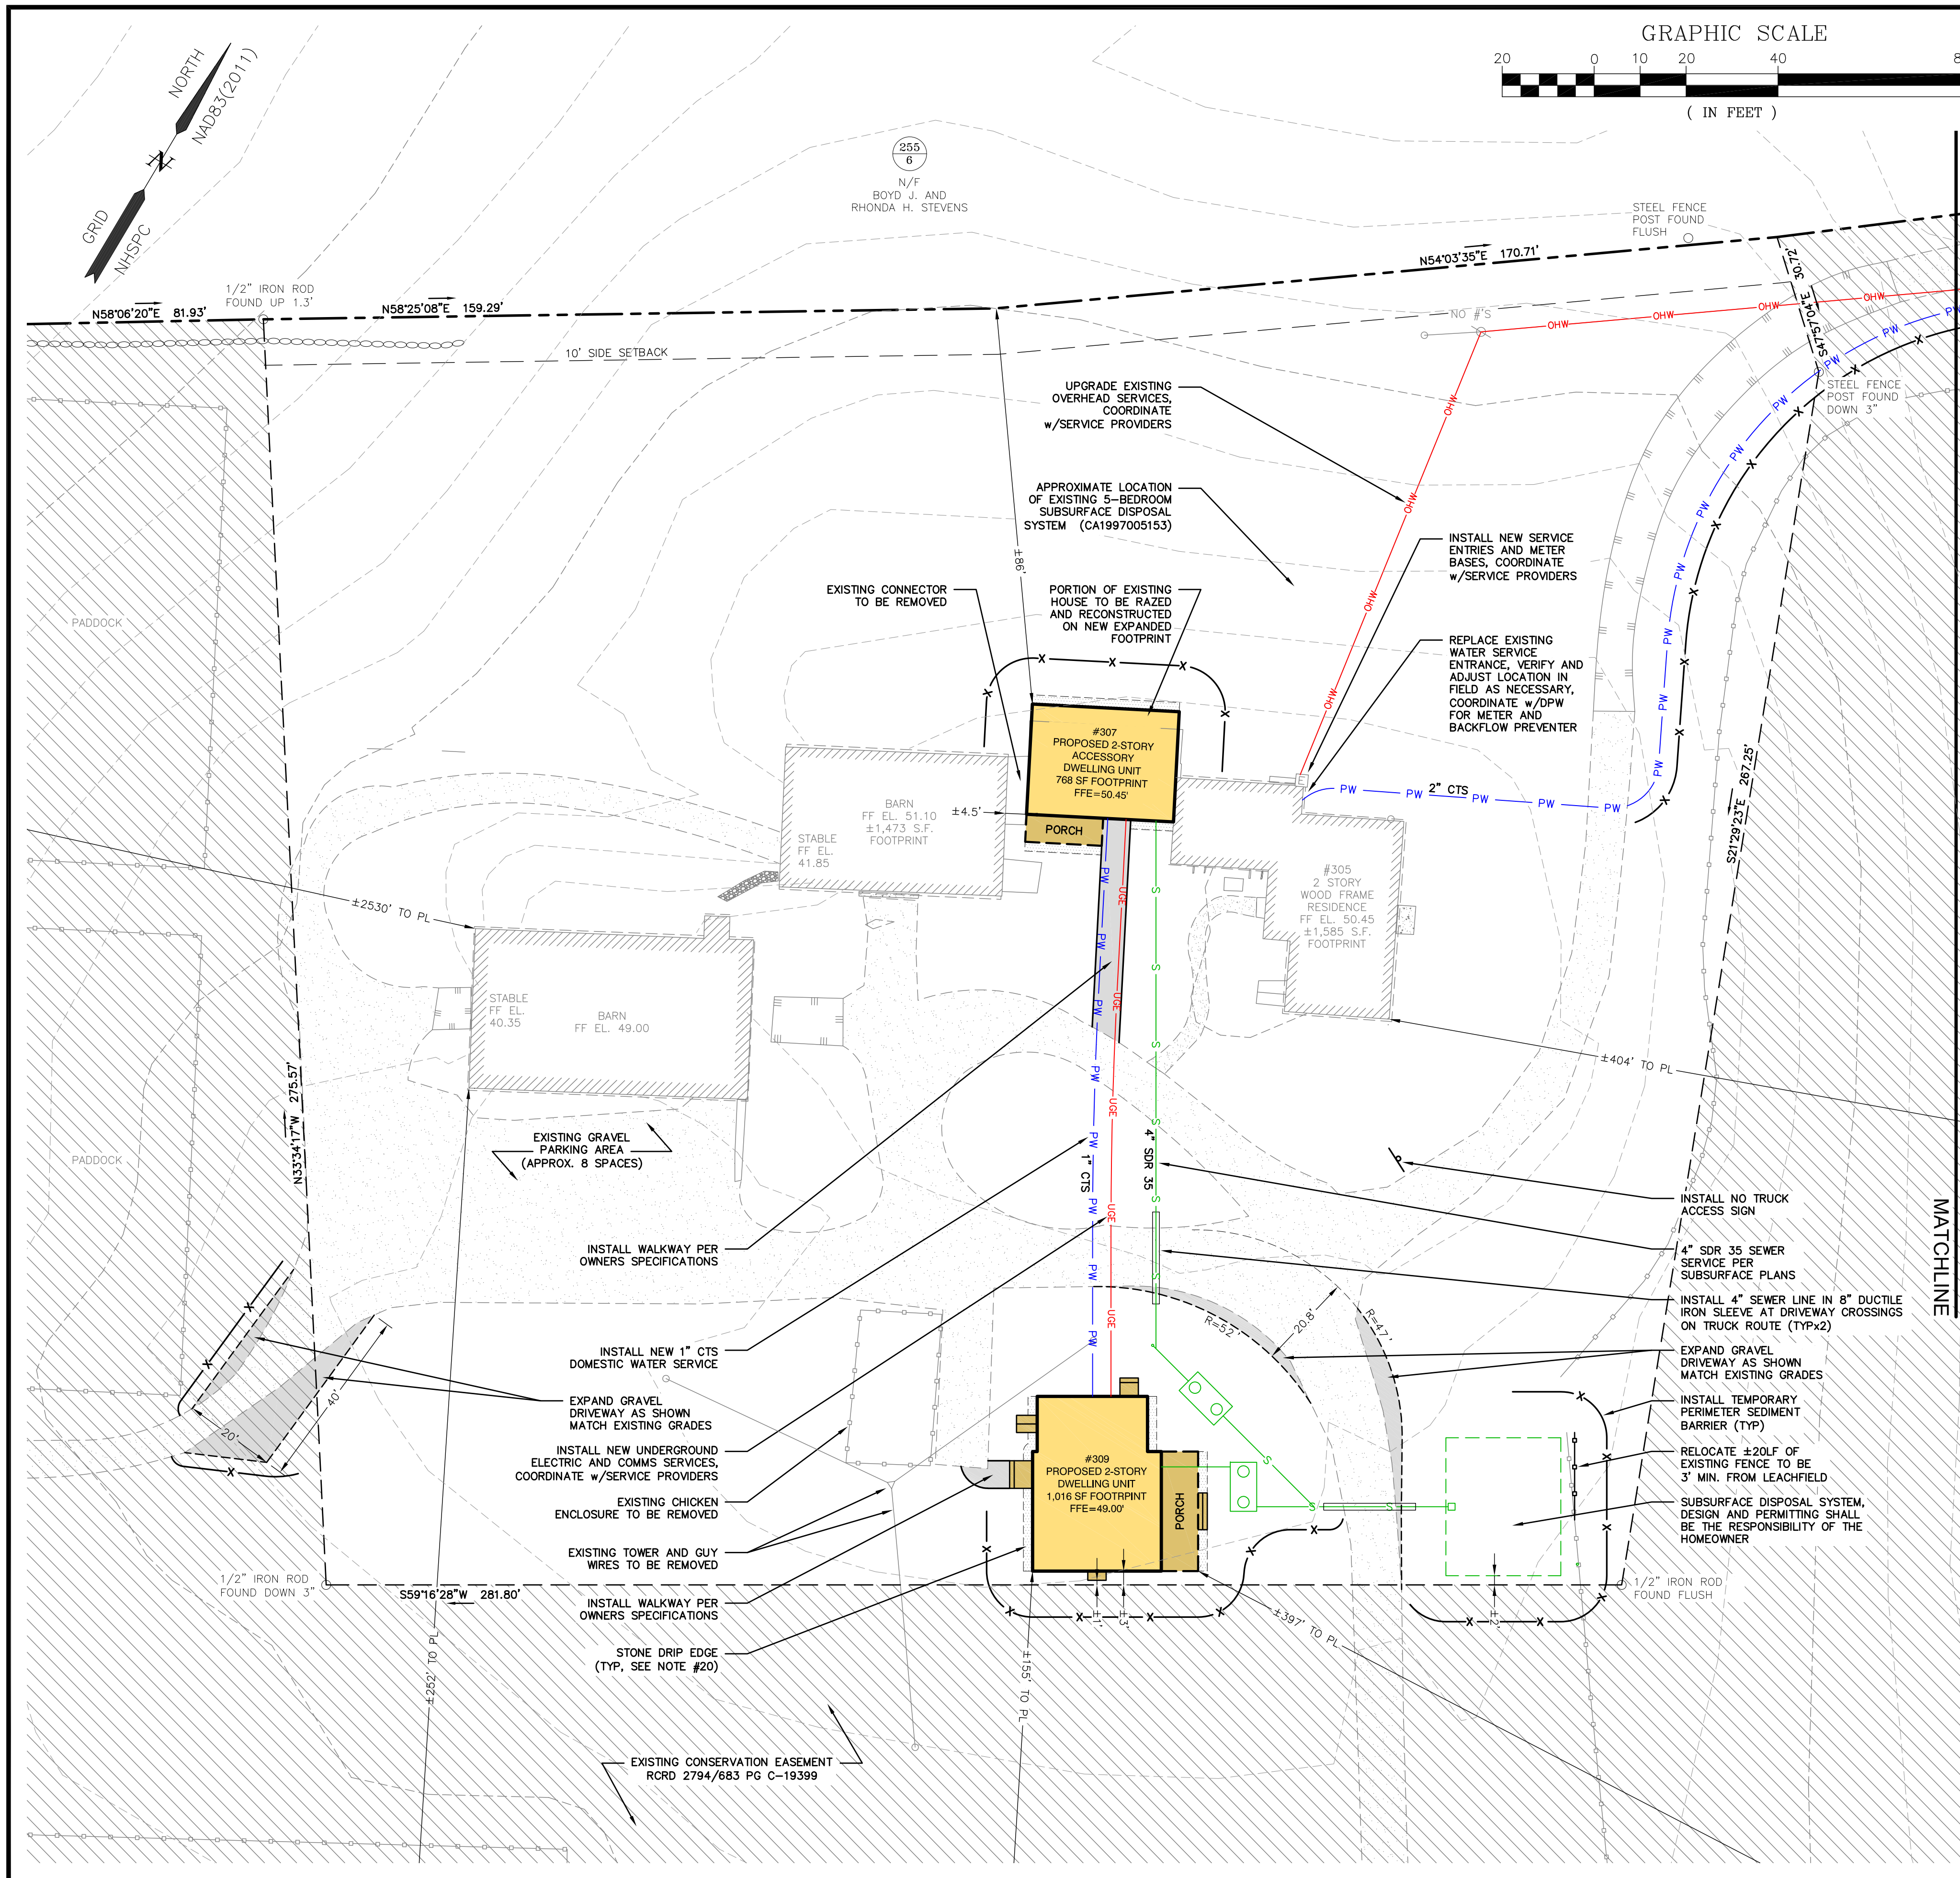 GRAPHIC SCALE
20 0 10 20 40 8
( IN FEET )
NORTH
NAD83(2011)
N
GRID
NHSPC
255
6
N/F
BOYD J. AND
RHONDA H. STEVENS
STEEL FENCE
POST FOUND
FLUSH
1/2" IRON ROD
FOUND UP 1.3'
N58°06'20"E 81.93'
N58°25'08"E 159.29'
N54°03'35"E 170.71'
S47°57'04"E 30.72'
10' SIDE SETBACK
NO #'S
OHW
OHW
OHW
OHW
OHW
OHW
OHW
OHW
OHW
STEEL FENCE
POST FOUND
DOWN 3"
UPGRADE EXISTING
OVERHEAD SERVICES,
COORDINATE
w/SERVICE PROVIDERS
APPROXIMATE LOCATION
OF EXISTING 5-BEDROOM
SUBSURFACE DISPOSAL
SYSTEM (CA1997005153)
INSTALL NEW SERVICE
ENTRIES AND METER
BASES, COORDINATE
w/SERVICE PROVIDERS
±86'
EXISTING CONNECTOR
TO BE REMOVED
PORTION OF EXISTING
HOUSE TO BE RAZED
AND RECONSTRUCTED
ON NEW EXPANDED
FOOTPRINT
REPLACE EXISTING
WATER SERVICE
ENTRANCE, VERIFY AND
ADJUST LOCATION IN
FIELD AS NECESSARY,
COORDINATE w/DPW
FOR METER AND
BACKFLOW PREVENTER
PADDOCK
#307
PROPOSED 2-STORY
ACCESSORY
DWELLING UNIT
768 SF FOOTPRINT
FFE=50.45'
PORCH
±4.5'
BARN
FF EL. 51.10
±1,473 S.F.
FOOTPRINT
STABLE
FF EL.
41.85
E
PW PW 2" CTS PW PW PW
S21°29'23"E 267.25'
#305
2 STORY
WOOD FRAME
RESIDENCE
FF EL. 50.45
±1,585 S.F.
FOOTPRINT
±2530' TO PL
STABLE
FF EL.
40.35
BARN
FF EL. 49.00
±404' TO PL
N33°34'17"W 275.57'
PADDOCK
EXISTING GRAVEL
PARKING AREA
(APPROX. 8 SPACES)
1" CTS
4" SDR 35
INSTALL NO TRUCK
ACCESS SIGN
MATCHLINE
INSTALL WALKWAY PER
OWNERS SPECIFICATIONS
4" SDR 35 SEWER
SERVICE PER
SUBSURFACE PLANS
INSTALL 4" SEWER LINE IN 8" DUCTILE
IRON SLEEVE AT DRIVEWAY CROSSINGS
ON TRUCK ROUTE (TYPx2)
R=52'
20.8'
R=47'
INSTALL NEW 1" CTS
DOMESTIC WATER SERVICE
EXPAND GRAVEL
DRIVEWAY AS SHOWN
MATCH EXISTING GRADES
EXPAND GRAVEL
DRIVEWAY AS SHOWN
MATCH EXISTING GRADES
40'
20'
INSTALL TEMPORARY
PERIMETER SEDIMENT
BARRIER (TYP)
INSTALL NEW UNDERGROUND
ELECTRIC AND COMMS SERVICES,
COORDINATE w/SERVICE PROVIDERS
RELOCATE ±20LF OF
EXISTING FENCE TO BE
3' MIN. FROM LEACHFIELD
#309
PROPOSED 2-STORY
DWELLING UNIT
1,016 SF FOOTRPINT
FFE=49.00'
PORCH
EXISTING CHICKEN
ENCLOSURE TO BE REMOVED
SUBSURFACE DISPOSAL SYSTEM,
DESIGN AND PERMITTING SHALL
BE THE RESPONSIBILITY OF THE
HOMEOWNER
EXISTING TOWER AND GUY
WIRES TO BE REMOVED
1/2" IRON ROD
FOUND DOWN 3"
S59°16'28"W 281.80'
1/2" IRON ROD
FOUND FLUSH
INSTALL WALKWAY PER
OWNERS SPECIFICATIONS
±1'
±3'
±2'
±397' TO PL
STONE DRIP EDGE
(TYP, SEE NOTE #20)
±252' TO PL
±155' TO PL
EXISTING CONSERVATION EASEMENT
RCRD 2794/683 PG C-19399